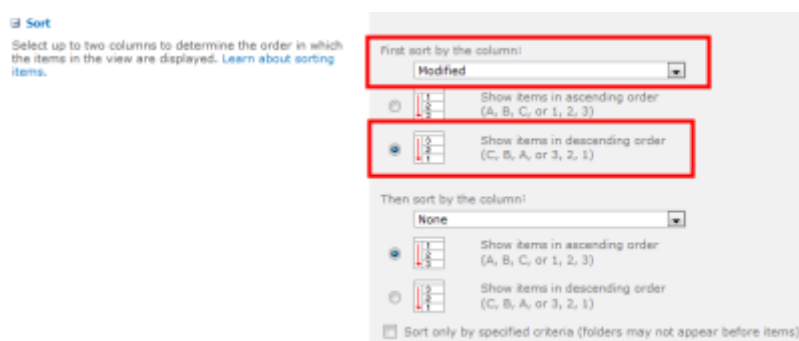 Sort
Select up to two columns to determine the order in which
the items in the view are displayed. Learn about sorting
items.
First sort by the column:
Modified
Show items in ascending order
(A, B, C, or 1, 2, 3)
Show items in descending order
(C, B, A, or 3, 2, 1)
Then sort by the column:
None
Show items in ascending order
(A, B, C, or 1, 2, 3)
Show items in descending order
(C, B, A, or 3, 2, 1)
Sort only by specified criteria (folders may not appear before items)